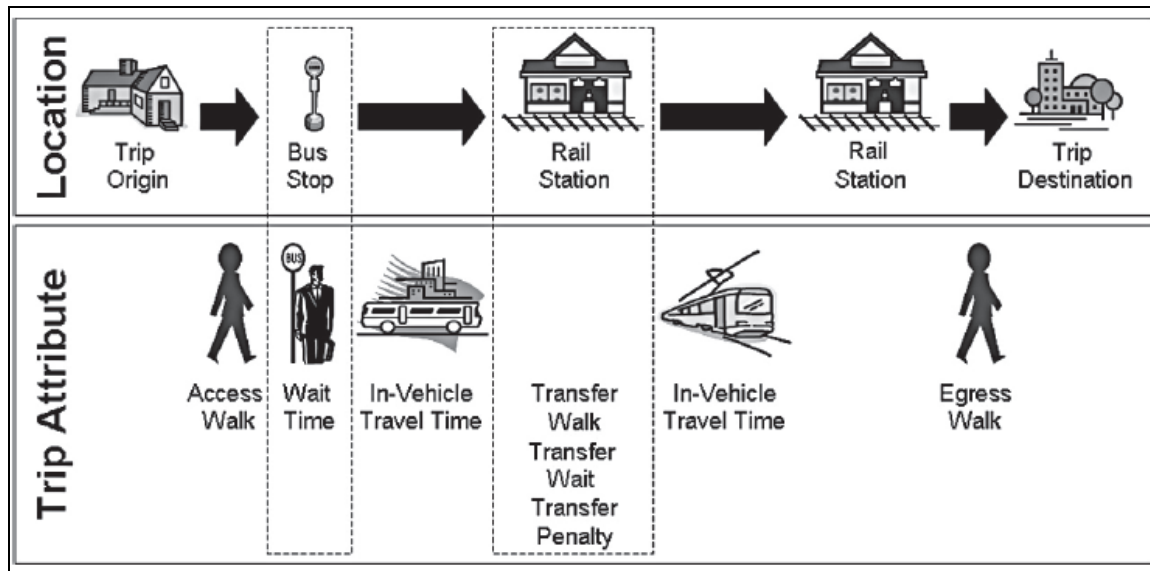 Location
Trip
Origin
Bus
Stop
Rail
Station
Rail
Station
Trip
Destination
Trip Attribute
BUS
Access
Walk
Wait
Time
In-Vehicle
Travel Time
Transfer
Walk
Transfer
Wait
Transfer
Penalty
In-Vehicle
Travel Time
Egress
Walk